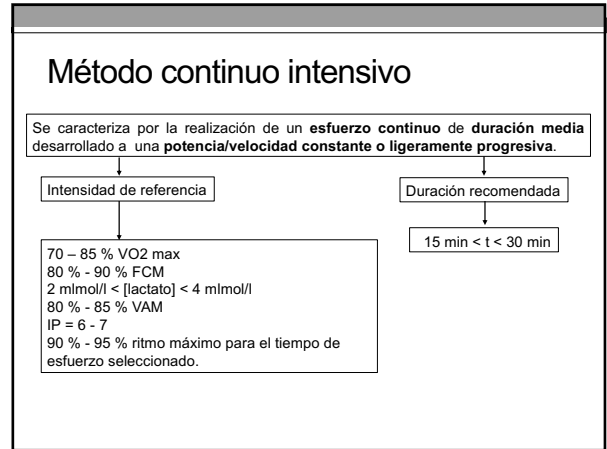 Método continuo intensivo
Se caracteriza por la realización de un esfuerzo continuo de duración media
desarrollado a una potencia/velocidad constante o ligeramente progresiva.
Intensidad de referencia
Duración recomendada
15 min < t < 30 min
70 – 85 % VO2 max
80 % - 90 % FCM
2 mlmol/l < [lactato] < 4 mlmol/l
80 % - 85 % VAM
IP = 6 - 7
90 % - 95 % ritmo máximo para el tiempo de
esfuerzo seleccionado.